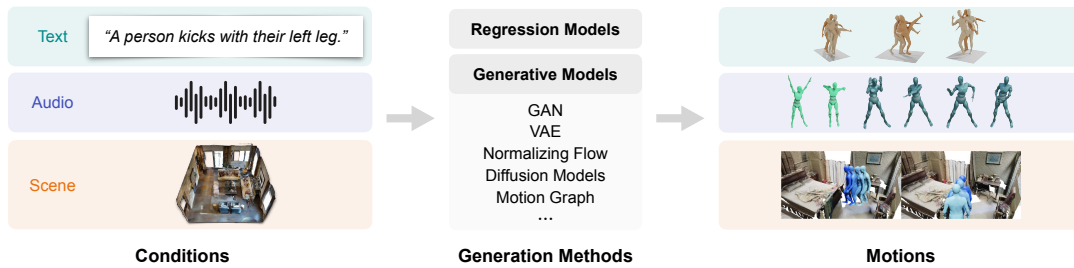 Text
“A person kicks with their left leg.”
Audio
Scene
Conditions
Regression Models
Generative Models
GAN
VAE
Normalizing Flow
Diffusion Models
Motion Graph
...
Generation Methods
Motions